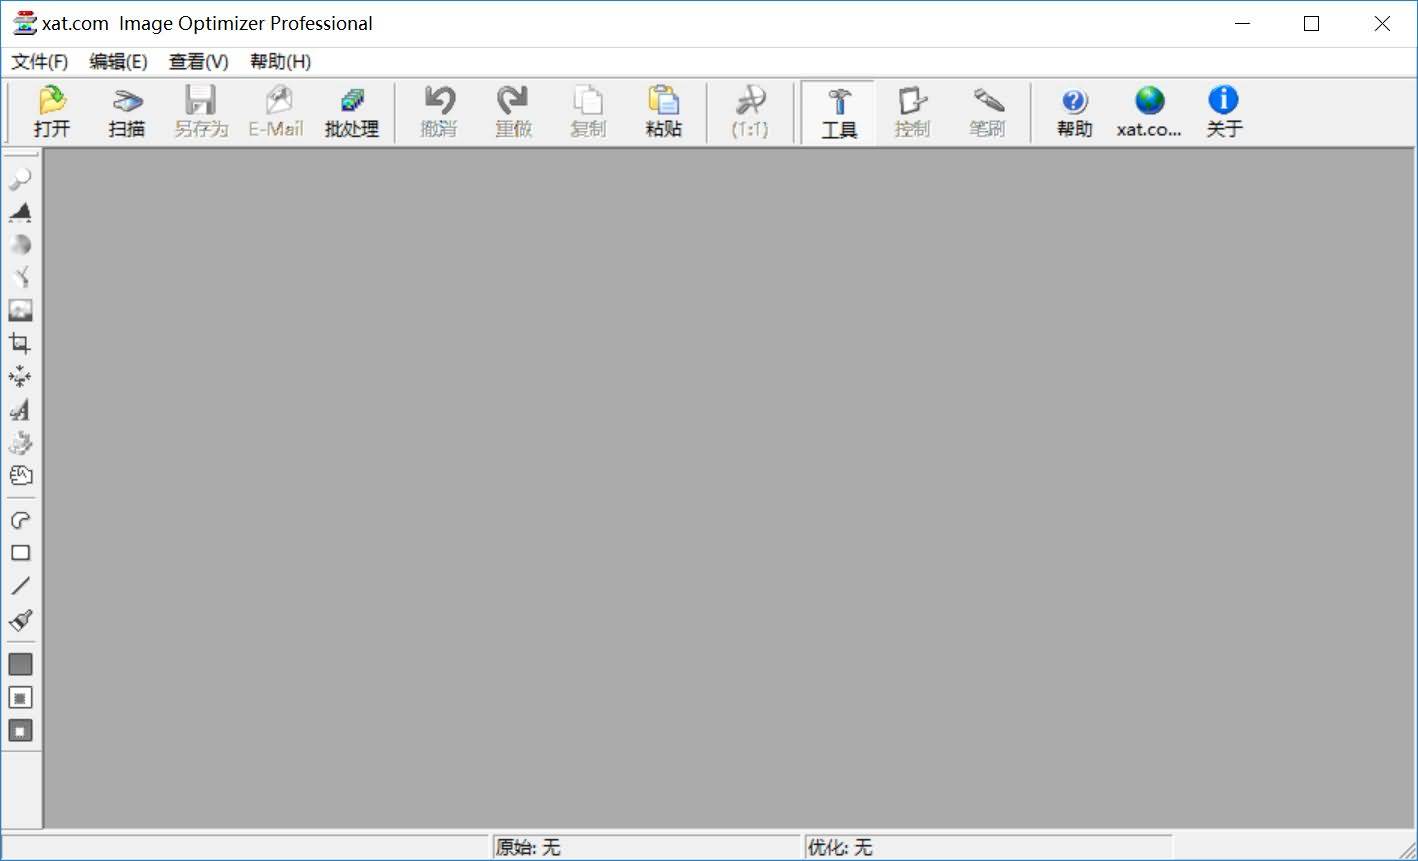 xat.com Image Optimizer Professional
文件(F) 编辑(E) 查看(V) 帮助(H)
打开 扫描 另存为 E-Mail 批处理 撤消 重做 复制 粘贴 (1:1) 工具 控制 笔刷 帮助 xat.co... 关于
原始: 无 优化: 无